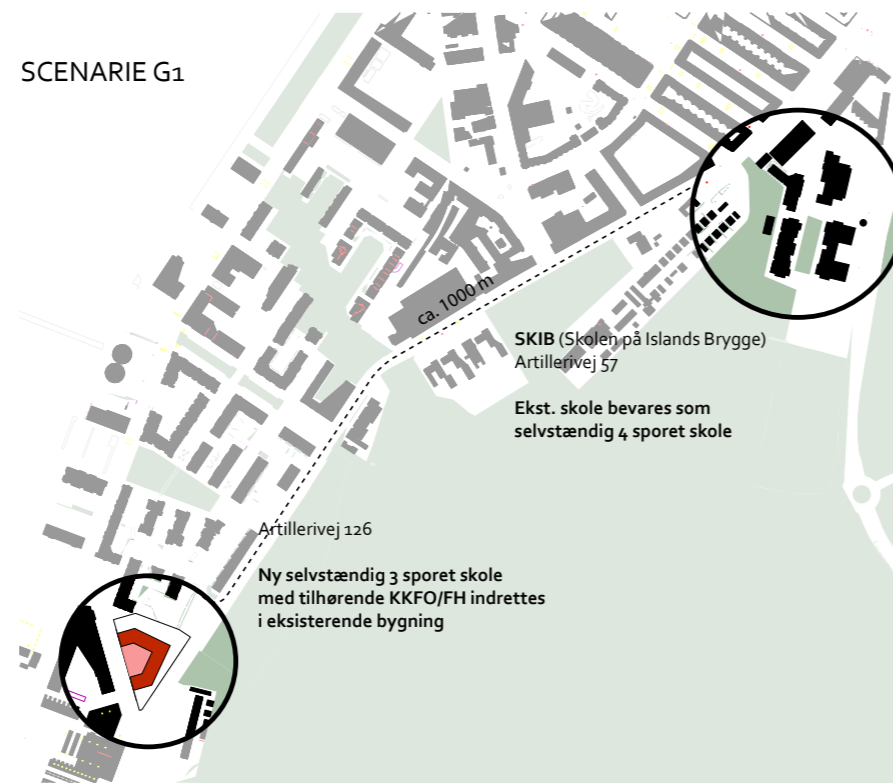 SCENARIE G1
ca. 1000 m
SKIB (Skolen på Islands Brygge)
Artillerivej 57
Ekst. skole bevares som
selvstændig 4 sporet skole
Artillerivej 126
Ny selvstændig 3 sporet skole
med tilhørende KKFO/FH indrettes
i eksisterende bygning